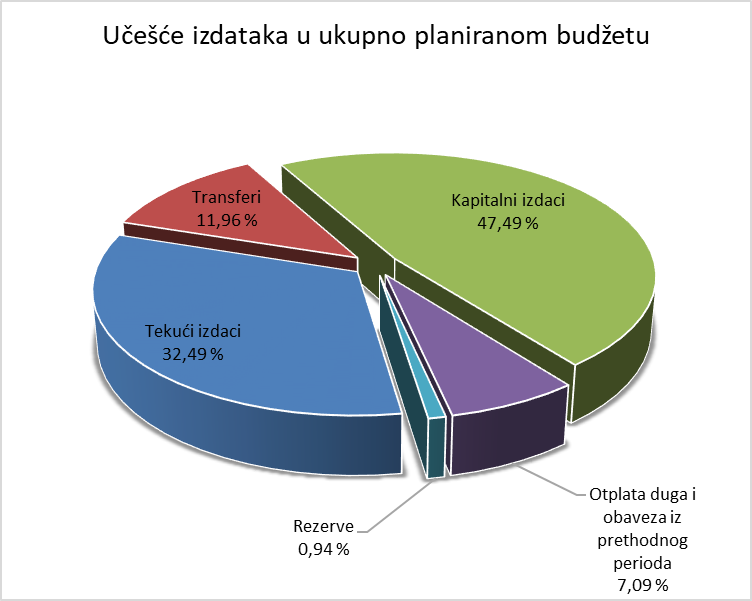 Učešće izdataka u ukupno planiranom budžetu
Transferi
11,96 %
Kapitalni izdaci
47,49 %
Tekući izdaci
32,49 %
Rezerve
0,94 %
Otplata duga i
obaveza iz
prethodnog
perioda
7,09 %